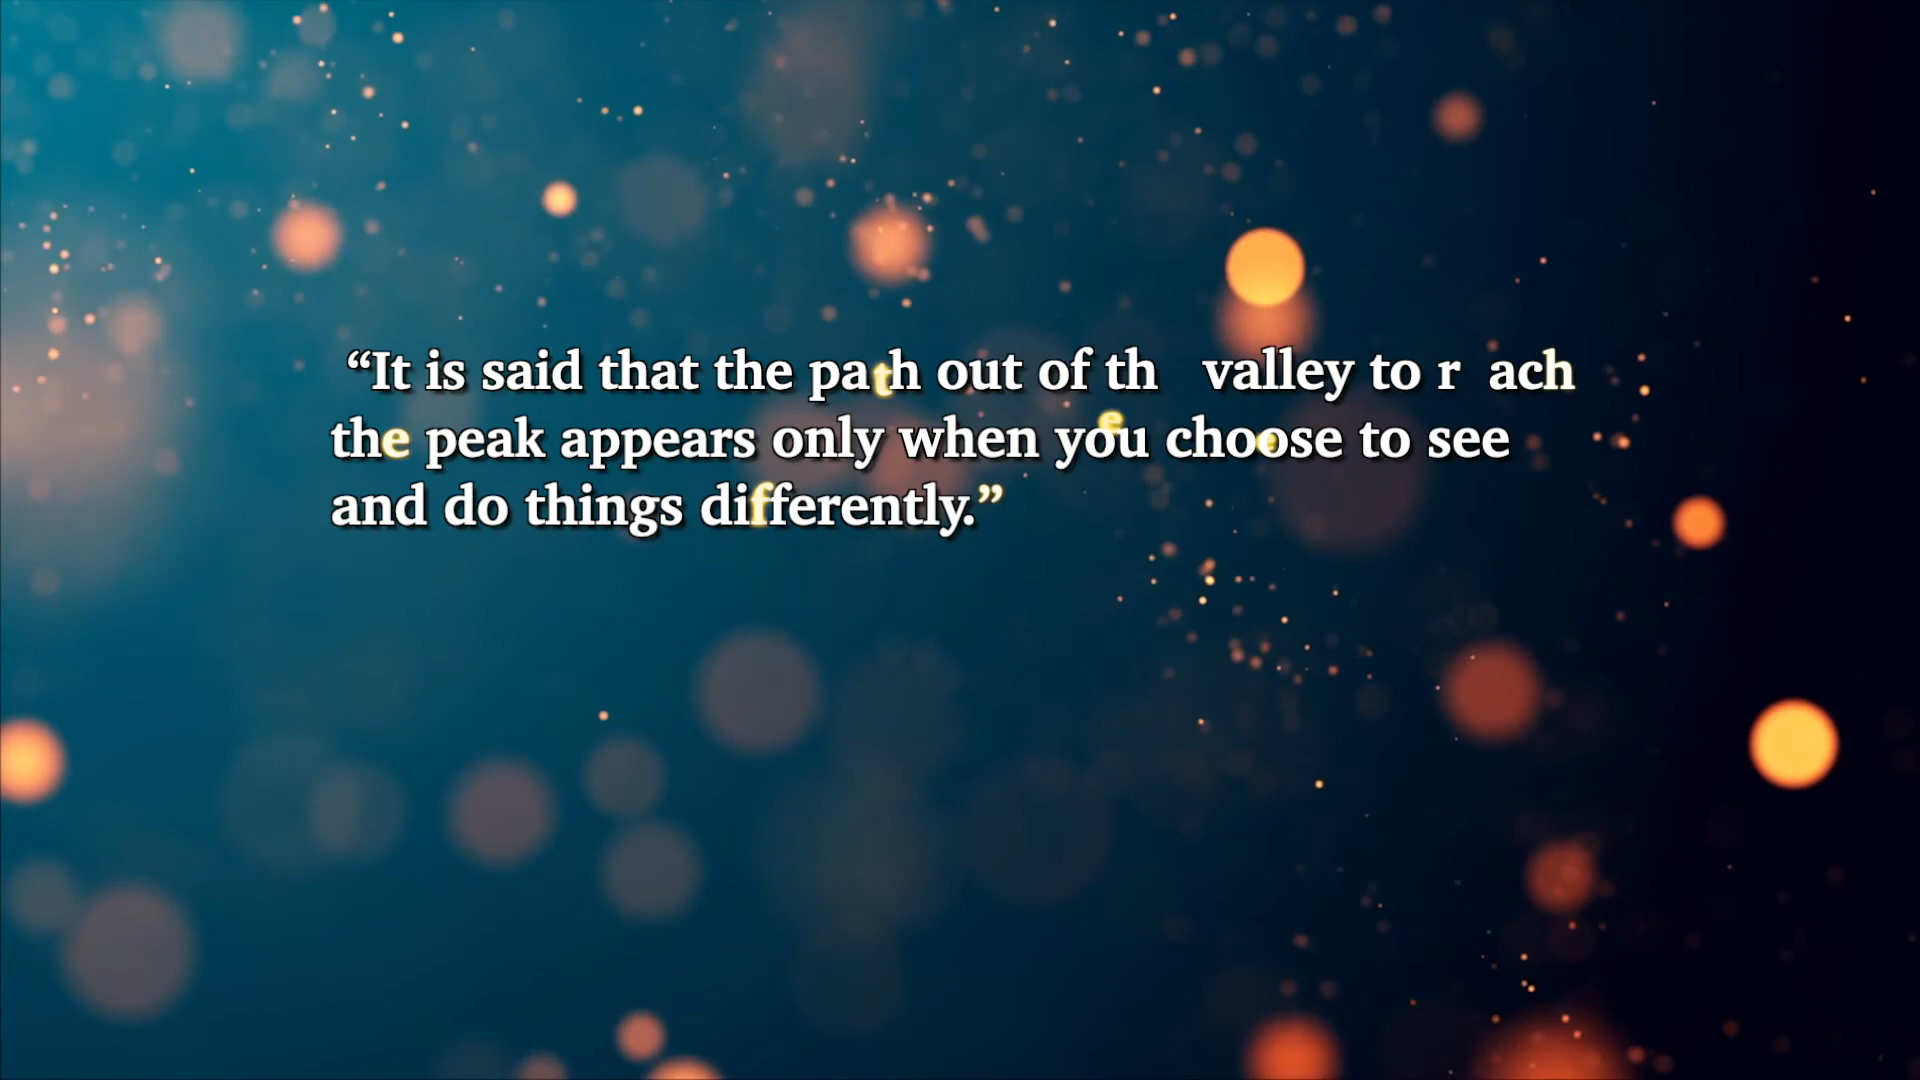 “It is said that the path out of th valley to r ach
the peak appears only when you choose to see
and do things differently.”